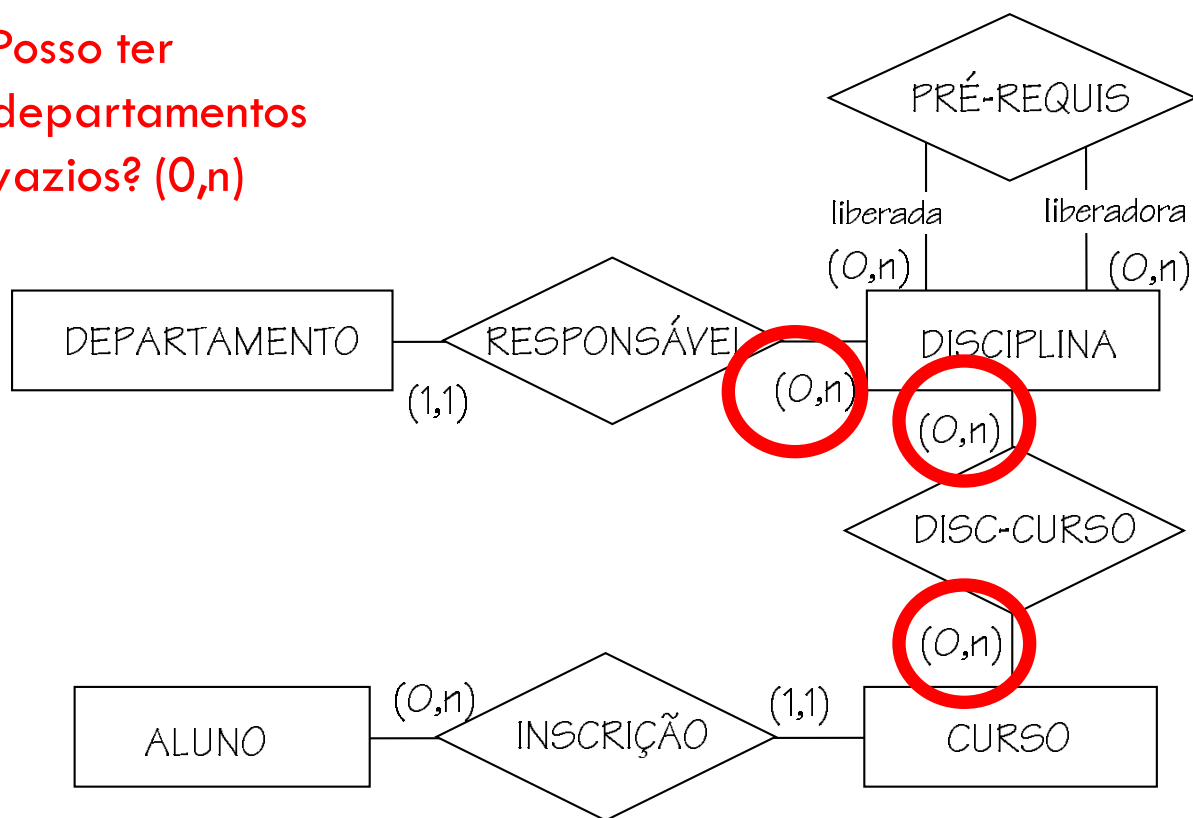 Posso ter
departamentos
vazios? (0,n)
PRÉ-REQUIS
liberada
liberadora
(0,n)
(0,n)
DEPARTAMENTO
RESPONSÁVEL
DISCIPLINA
(1,1)
(0,n)
(0,n)
DISC-CURSO
(0,n)
(0,n)
(1,1)
ALUNO
INSCRIÇÃO
CURSO